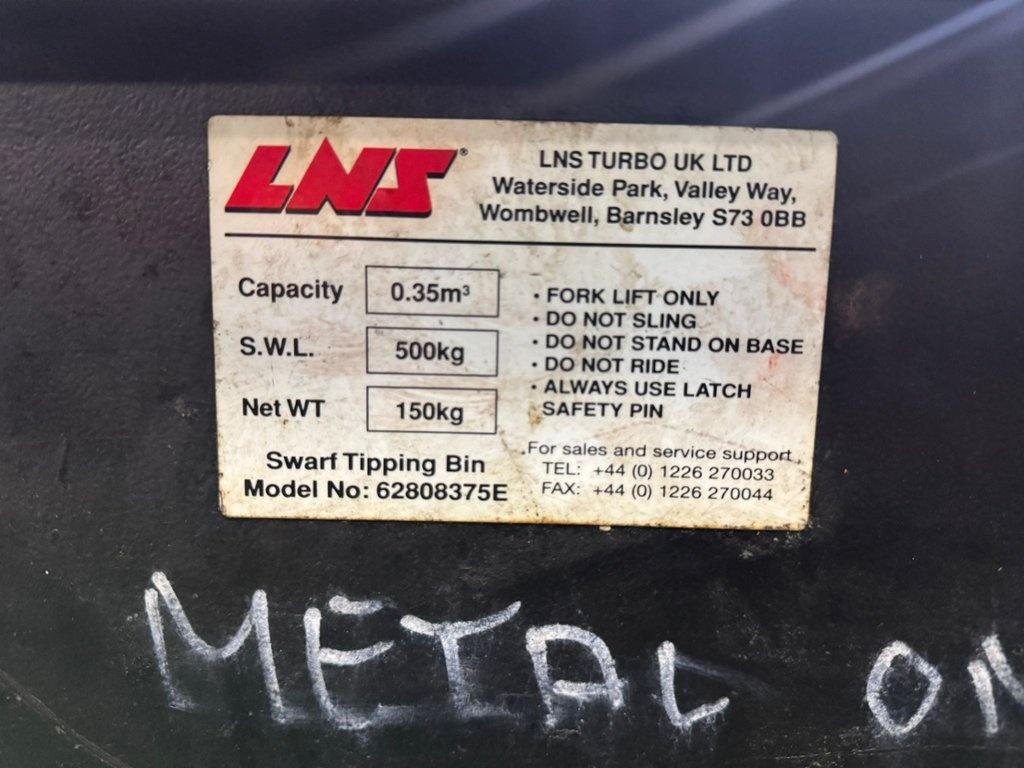 LNS®
LNS TURBO UK LTD
Waterside Park, Valley Way,
Wombwell, Barnsley S73 0BB
Capacity 0.35m³
S.W.L. 500kg
Net WT 150kg
Swarf Tipping Bin
Model No: 62808375E
· FORK LIFT ONLY
· DO NOT SLING
· DO NOT STAND ON BASE
· DO NOT RIDE
· ALWAYS USE LATCH
SAFETY PIN
For sales and service support
TEL: +44 (0) 1226 270033
FAX: +44 (0) 1226 270044
METAL ON